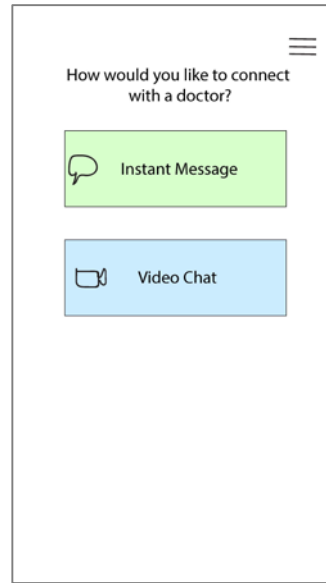 How would you like to connect
with a doctor?
Instant Message
Video Chat